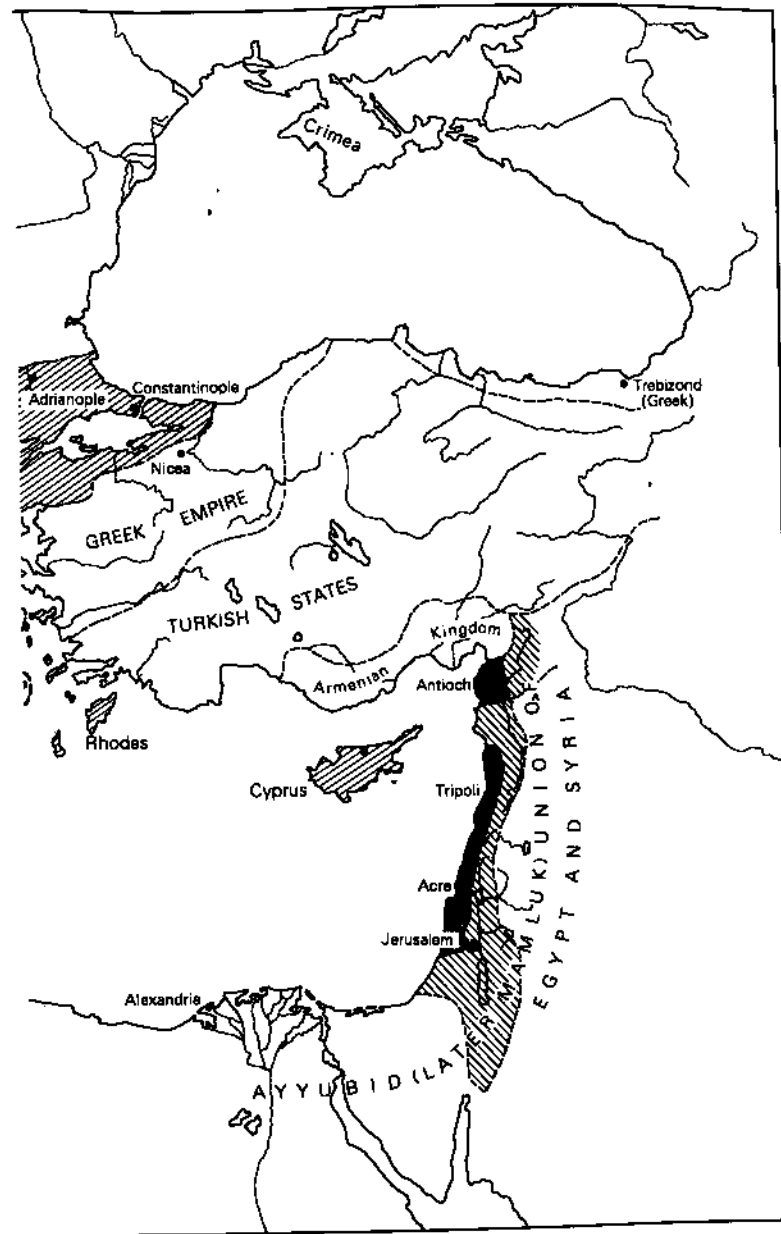 Crimea
Constantinople
Adrianople
Trebizond
(Greek)
Nicea
GREEK EMPIRE
TURKISH STATES
Armenian Kingdom
Antioch
Rhodes
Cyprus
Tripoli
Acre
Jerusalem
Alexandria
AYYUBID (LATER MAMLUK) UNION OF
EGYPT AND SYRIA